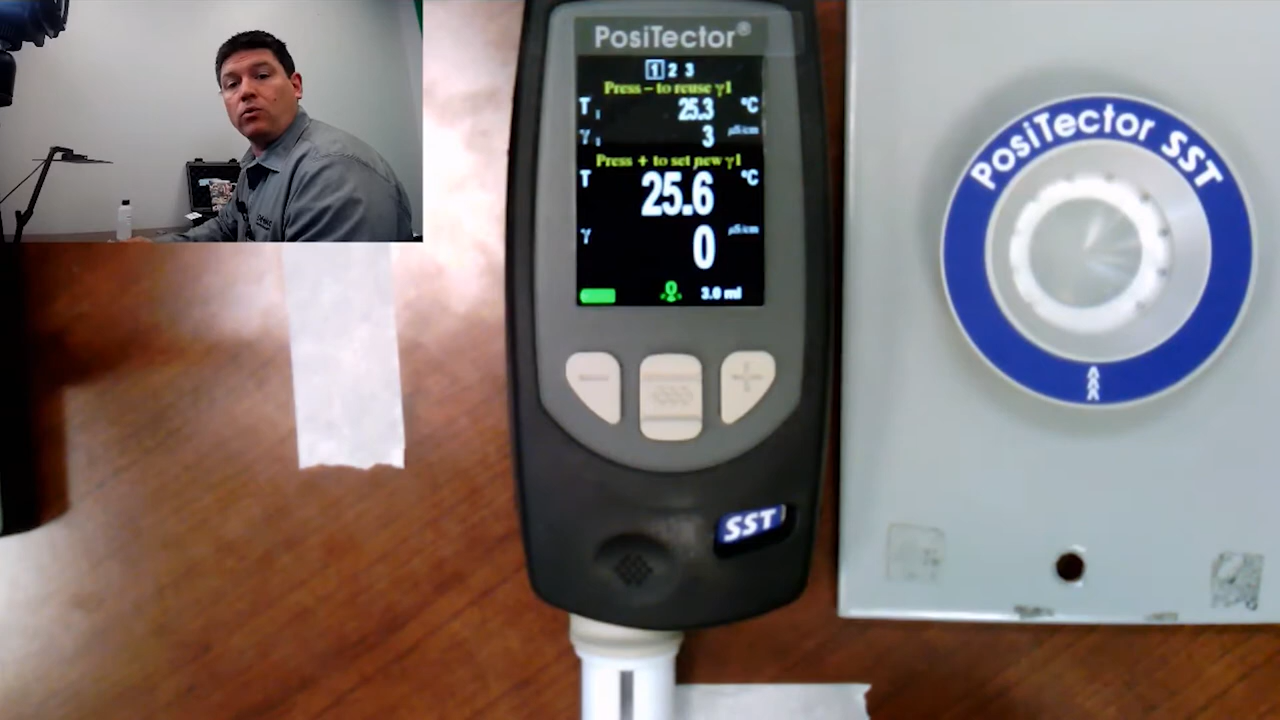 PosiTector®
1 2 3
Press – to reuse γ1
T1 25.3 °C
γ1 3 µS/cm
Press + to set new γ1
T 25.6 °C
γ 0 µS/cm
3.0 ml
SST
PosiTector SST